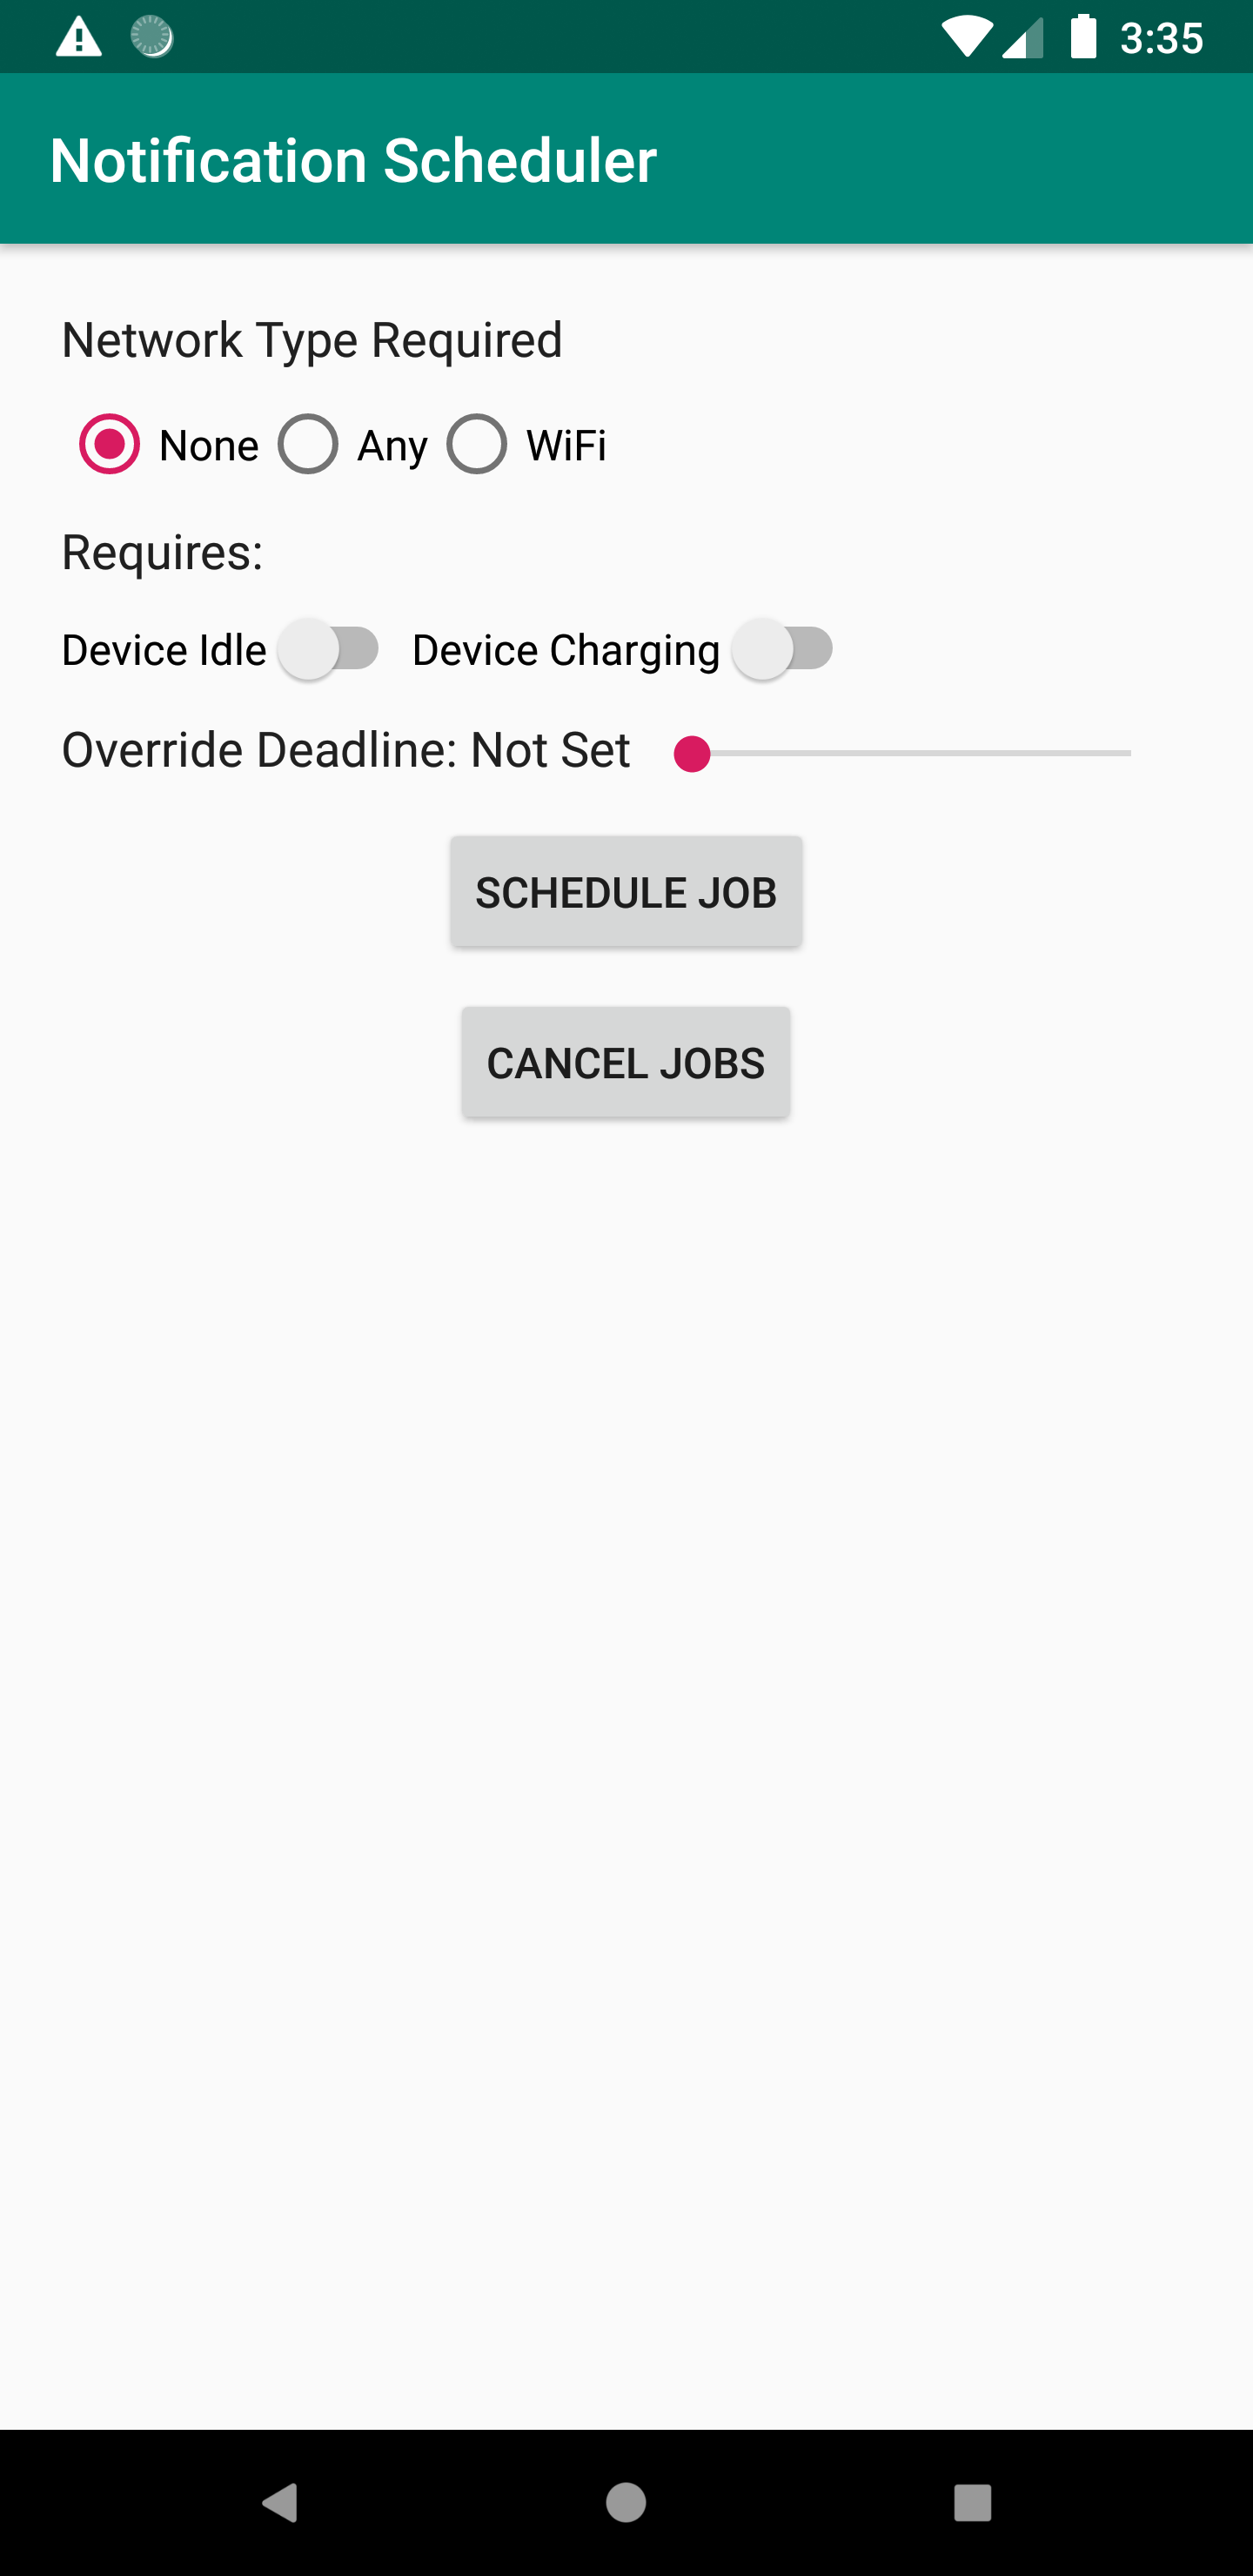 3:35
Notification Scheduler
Network Type Required
None Any WiFi
Requires:
Device Idle Device Charging
Override Deadline: Not Set
SCHEDULE JOB
CANCEL JOBS